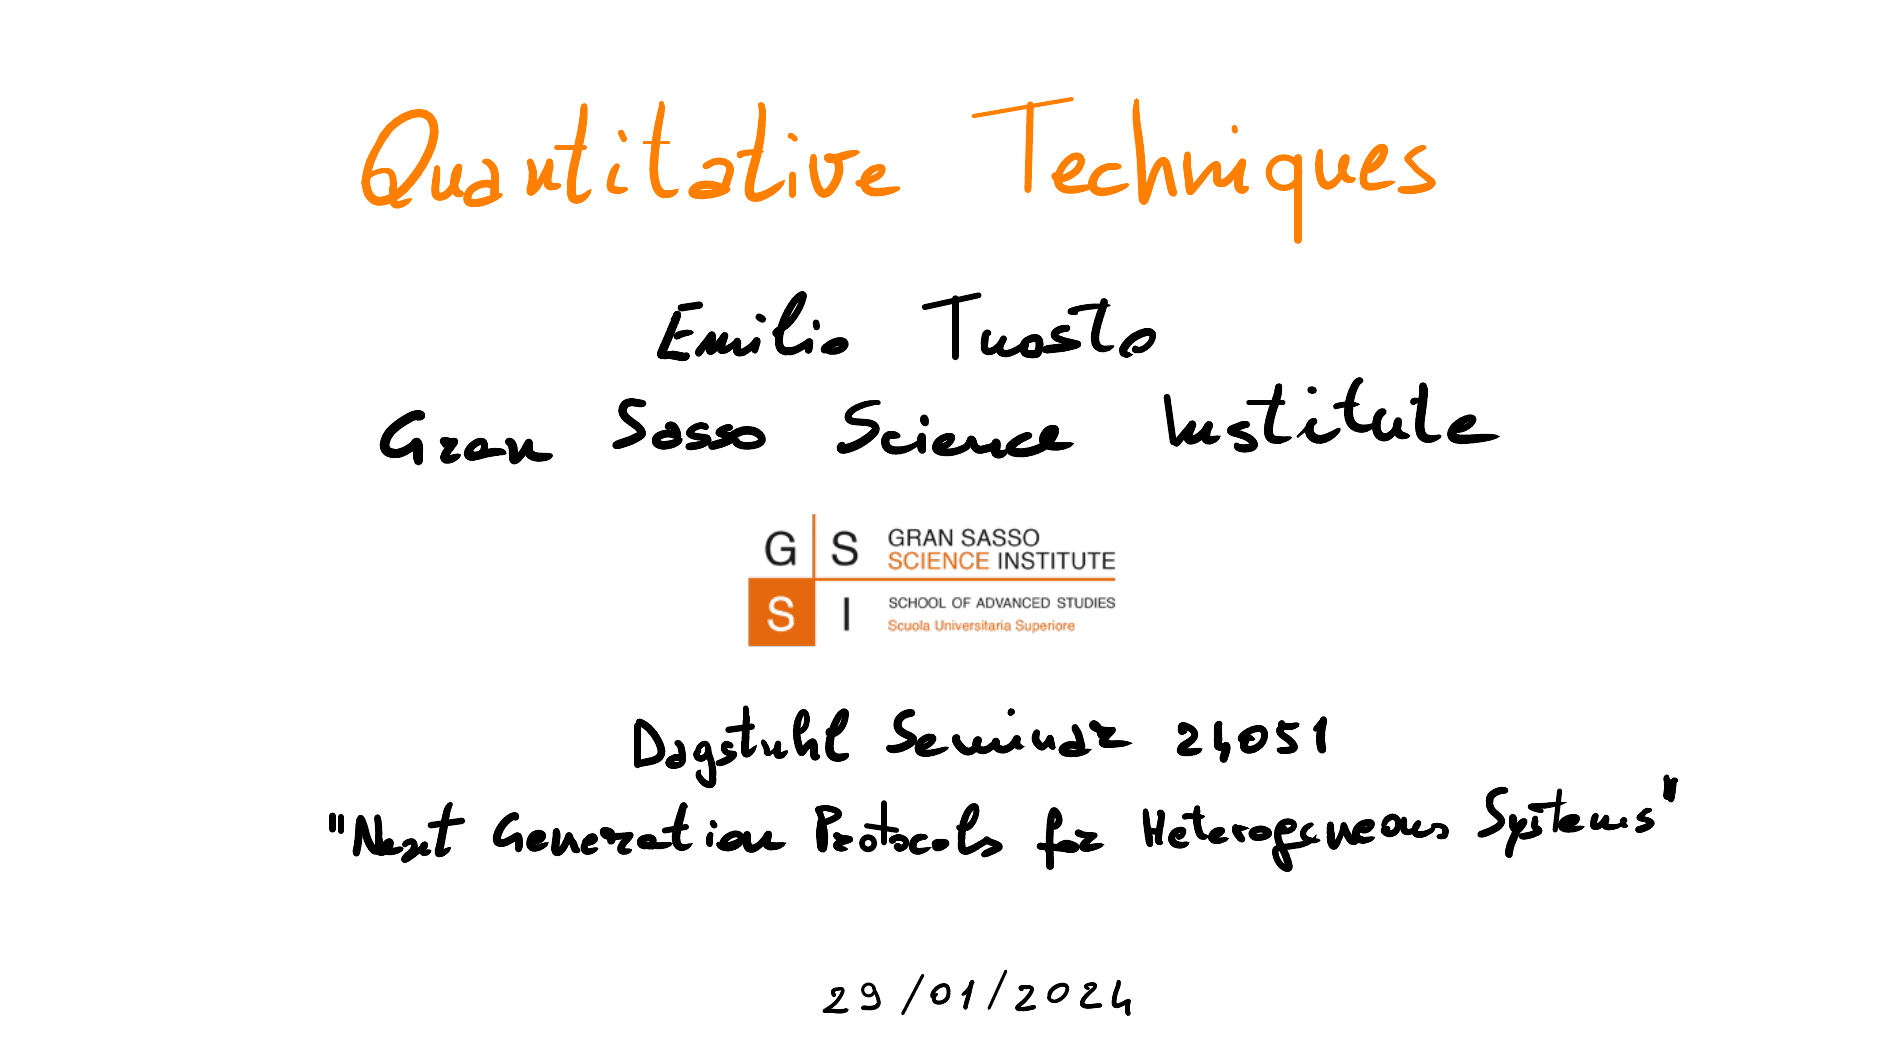 Quantitative Techniques
Emilio Tuosto
Gran Sasso Science Institute
G S
S I
GRAN SASSO
SCIENCE INSTITUTE
SCHOOL OF ADVANCED STUDIES
Scuola Universitaria Superiore
Dagstuhl Seminar 24051
"Next Generation Protocols for Heterogeneous Systems"
29/01/2024